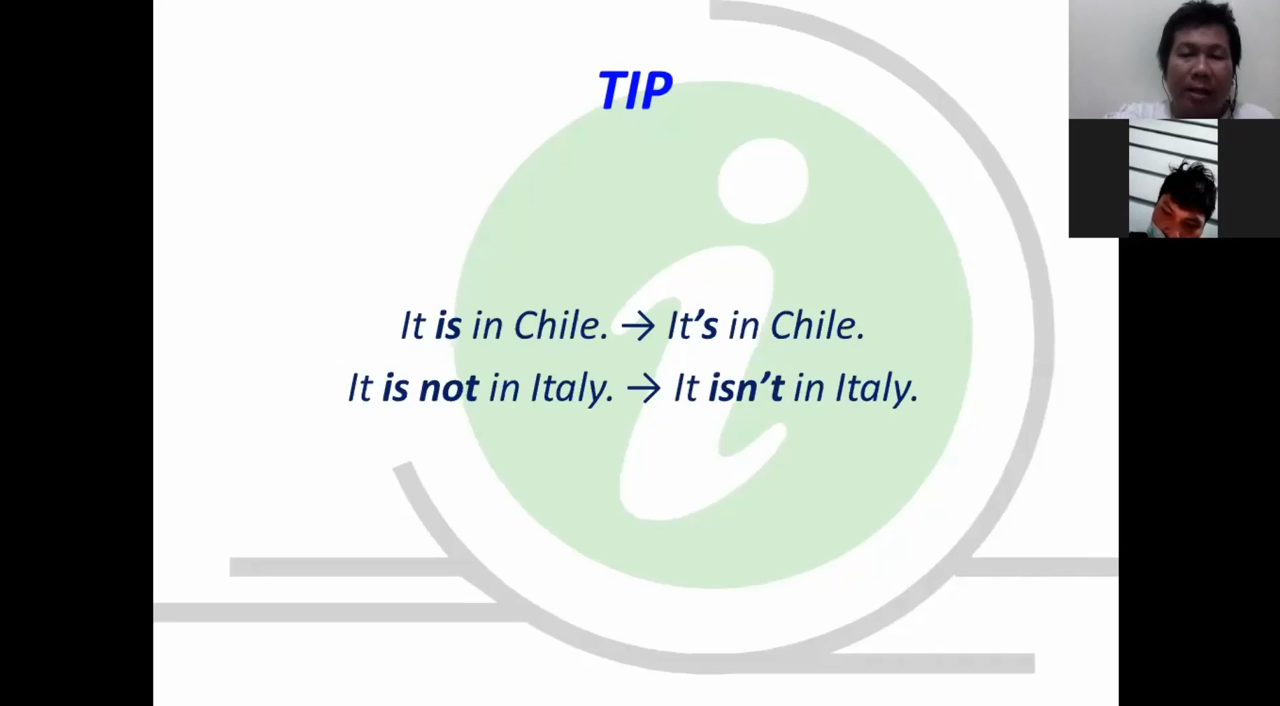 TIP
It is in Chile. → It’s in Chile.
It is not in Italy. → It isn’t in Italy.